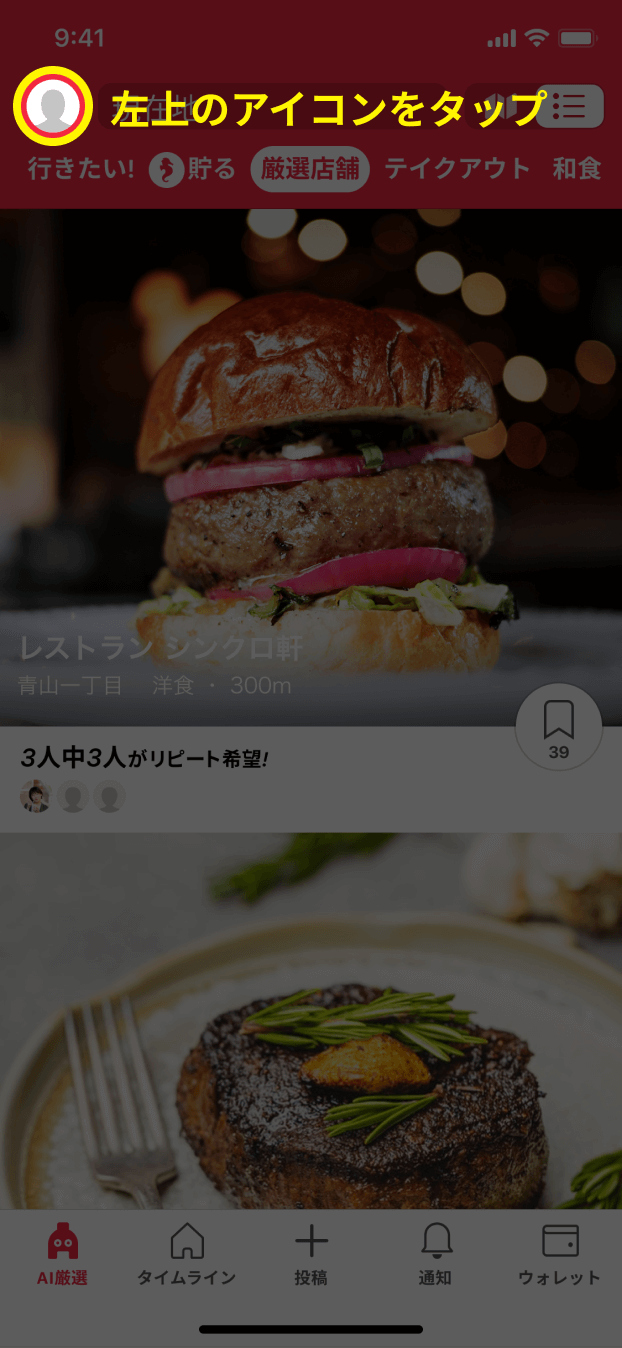 9:41
左上のアイコンをタップ
行きたい! 貯る 厳選店舗 テイクアウト 和食
レストラン シンクロ軒
青山一丁目 洋食 ・ 300m
39
3人中3人がリピート希望!
AI厳選 タイムライン 投稿 通知 ウォレット